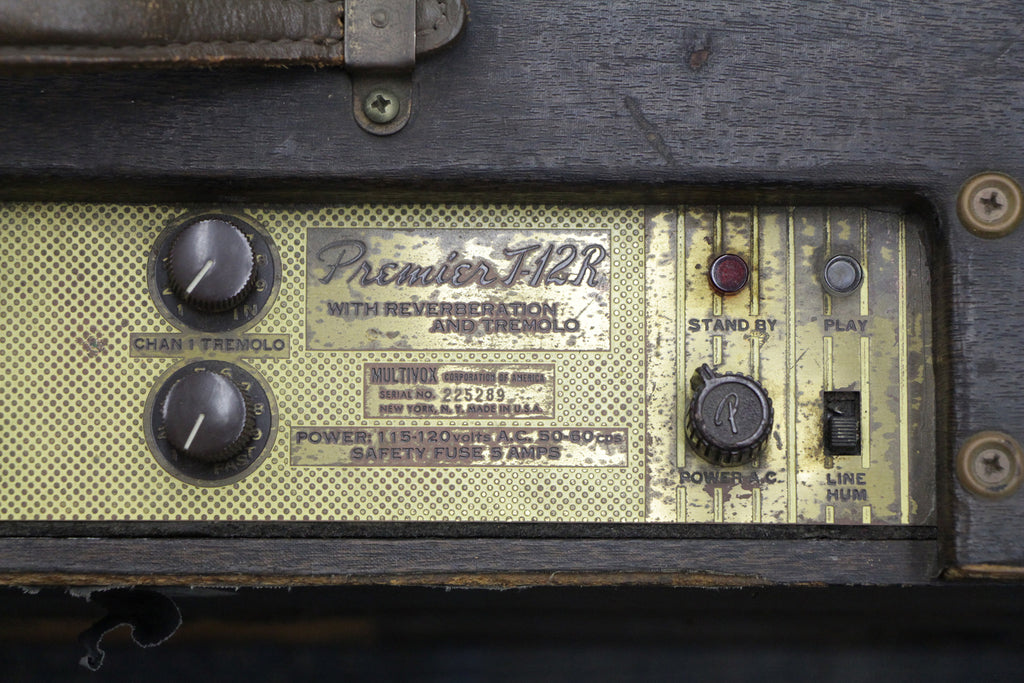 Premier T-12R
WITH REVERBERATION
AND TREMOLO
CHAN 1 TREMOLO
MULTIVOX CORPORATION OF AMERICA
SERIAL NO. 225289
NEW YORK, N.Y. MADE IN U.S.A.
POWER: 115-120 volts A.C. 50-60 cps
SAFETY FUSE 5 AMPS
STAND BY
PLAY
POWER A.C.
LINE
HUM